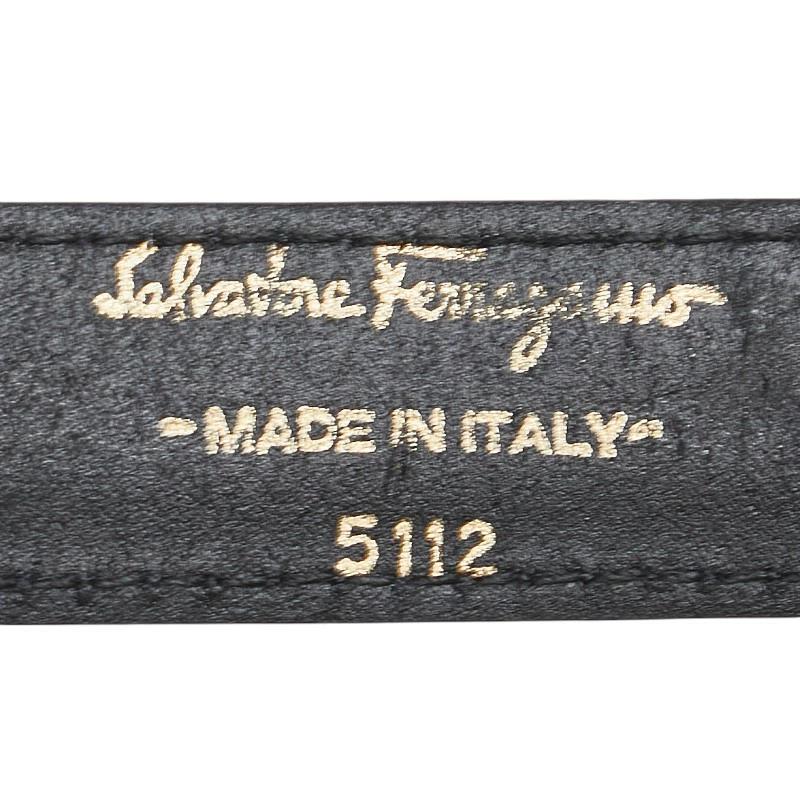 Salvatore Ferragamo
-MADE IN ITALY-
5112